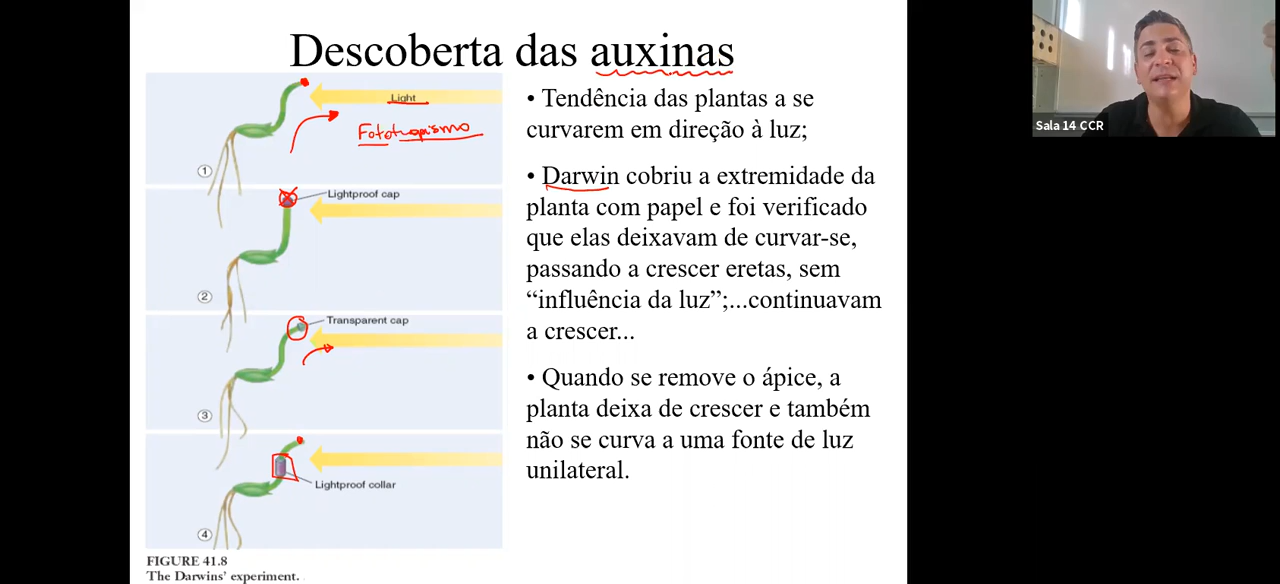 Descoberta das auxinas
Light
Fototropismo
①
Lightproof cap
②
Transparent cap
③
Lightproof collar
④
FIGURE 41.8
The Darwins' experiment.
• Tendência das plantas a se
curvarem em direção à luz;
• Darwin cobriu a extremidade da
planta com papel e foi verificado
que elas deixavam de curvar-se,
passando a crescer eretas, sem
“influência da luz”;...continuavam
a crescer...
• Quando se remove o ápice, a
planta deixa de crescer e também
não se curva a uma fonte de luz
unilateral.
Sala 14 CCR